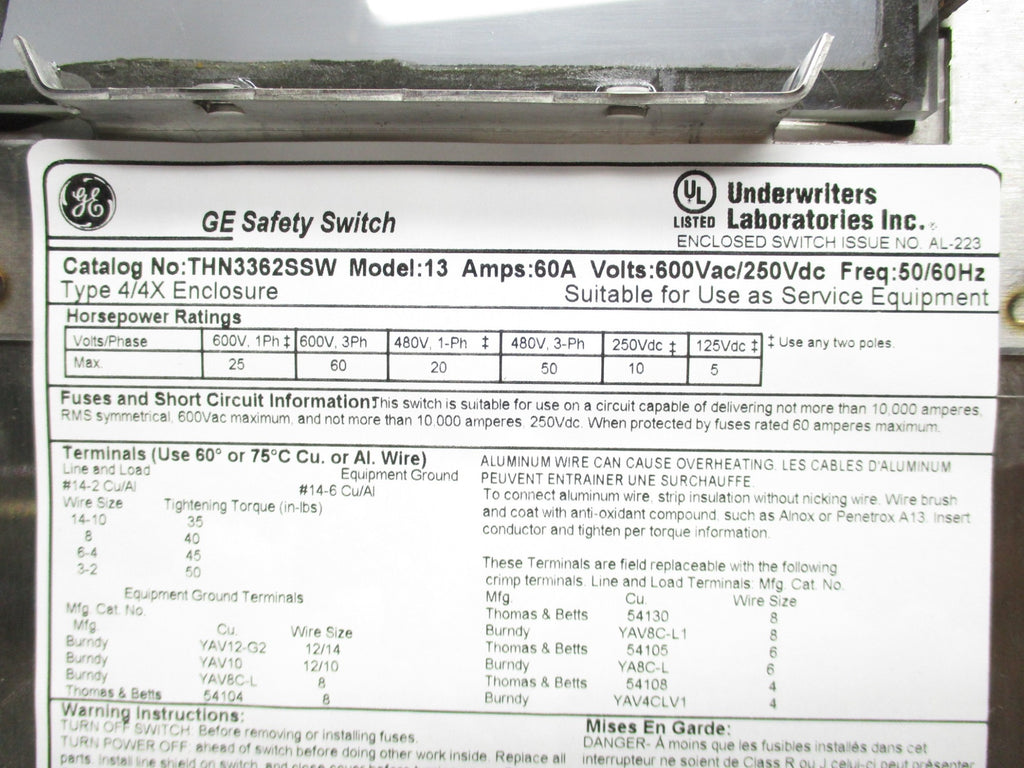 GE
GE Safety Switch
UL
LISTED
Underwriters
Laboratories Inc.®
ENCLOSED SWITCH ISSUE NO. AL-223
Catalog No:THN3362SSW Model:13 Amps:60A Volts:600Vac/250Vdc Freq:50/60Hz
Type 4/4X Enclosure Suitable for Use as Service Equipment
Horsepower Ratings
Volts/Phase 600V, 1Ph ‡ 600V, 3Ph 480V, 1-Ph ‡ 480V, 3-Ph 250Vdc ‡ 125Vdc ‡ ‡ Use any two poles.
Max. 25 60 20 50 10 5
Fuses and Short Circuit Information: This switch is suitable for use on a circuit capable of delivering not more than 10,000 amperes,
RMS symmetrical, 600Vac maximum, and not more than 10,000 amperes, 250Vdc. When protected by fuses rated 60 amperes maximum.
Terminals (Use 60° or 75°C Cu. or Al. Wire)
Line and Load Equipment Ground
#14-2 Cu/Al #14-6 Cu/Al
Wire Size Tightening Torque (in-lbs)
14-10 35
8 40
6-4 45
3-2 50
Equipment Ground Terminals
Mfg. Cat. No.
Mfg. Cu. Wire Size
Burndy YAV12-G2 12/14
Burndy YAV10 12/10
Burndy YAV8C-L 8
Thomas & Betts 54104 8
ALUMINUM WIRE CAN CAUSE OVERHEATING. LES CABLES D'ALUMINUM
PEUVENT ENTRAINER UNE SURCHAUFFE.
To connect aluminum wire, strip insulation without nicking wire. Wire brush
and coat with anti-oxidant compound, such as Alnox or Penetrox A13. Insert
conductor and tighten per torque information.
These Terminals are field replaceable with the following
crimp terminals. Line and Load Terminals: Mfg. Cat. No.
Mfg. Cu. Wire Size
Thomas & Betts 54130 8
Burndy YAV8C-L1 8
Thomas & Betts 54105 6
Burndy YA8C-L 6
Thomas & Betts 54108 4
Burndy YAV4CLV1 4
Warning Instructions:
TURN OFF SWITCH: Before removing or installing fuses.
TURN POWER OFF: ahead of switch before doing other work inside. Replace all
parts. Install line shield on switch, and close cover before
Mises En Garde:
DANGER- À moins que les fusibles installés dans cet
interrupteur ne soient de Class R ou J celui-ci peut présenter